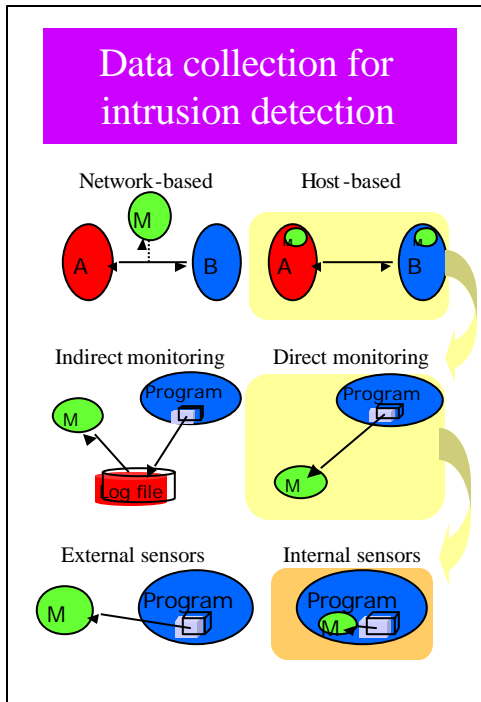 Data collection for
intrusion detection
Network-based Host-based
M
M M
A B A B
Indirect monitoring Direct monitoring
Program Program
M
Log file M
External sensors Internal sensors
M Program Program
M